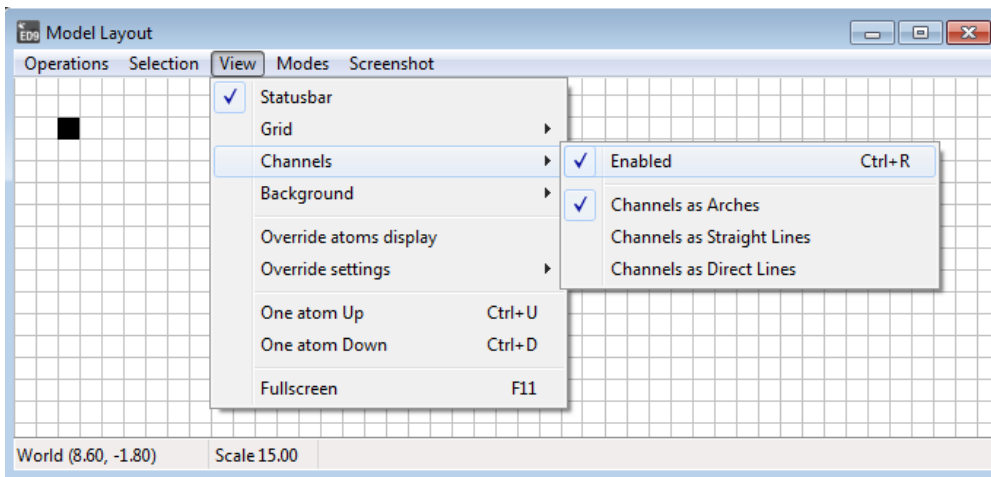 ED9 Model Layout
Operations Selection View Modes Screenshot
Statusbar
Grid
Channels
Background
Override atoms display
Override settings
One atom Up Ctrl+U
One atom Down Ctrl+D
Fullscreen F11
Enabled Ctrl+R
Channels as Arches
Channels as Straight Lines
Channels as Direct Lines
World (8.60, -1.80) Scale 15.00